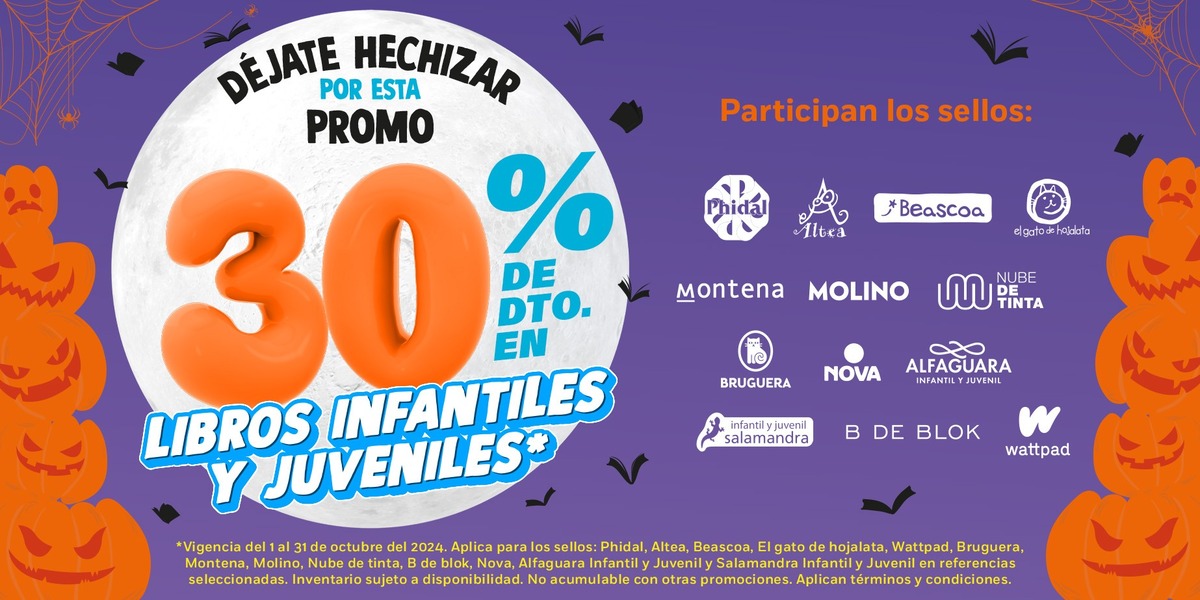 DÉJATE HECHIZAR
POR ESTA
PROMO
30%
DE
DTO.
EN
LIBROS INFANTILES
Y JUVENILES*
Participan los sellos:
Phidal
Altea
Beascoa
el gato de hojalata
montena
MOLINO
NUBE
DE
TINTA
BRUGUERA
NOVA
ALFAGUARA
INFANTIL Y JUVENIL
infantil y juvenil
salamandra
B DE BLOK
wattpad
*Vigencia del 1 al 31 de octubre del 2024. Aplica para los sellos: Phidal, Altea, Beascoa, El gato de hojalata, Wattpad, Bruguera,
Montena, Molino, Nube de tinta, B de blok, Nova, Alfaguara Infantil y Juvenil y Salamandra Infantil y Juvenil en referencias
seleccionadas. Inventario sujeto a disponibilidad. No acumulable con otras promociones. Aplican términos y condiciones.